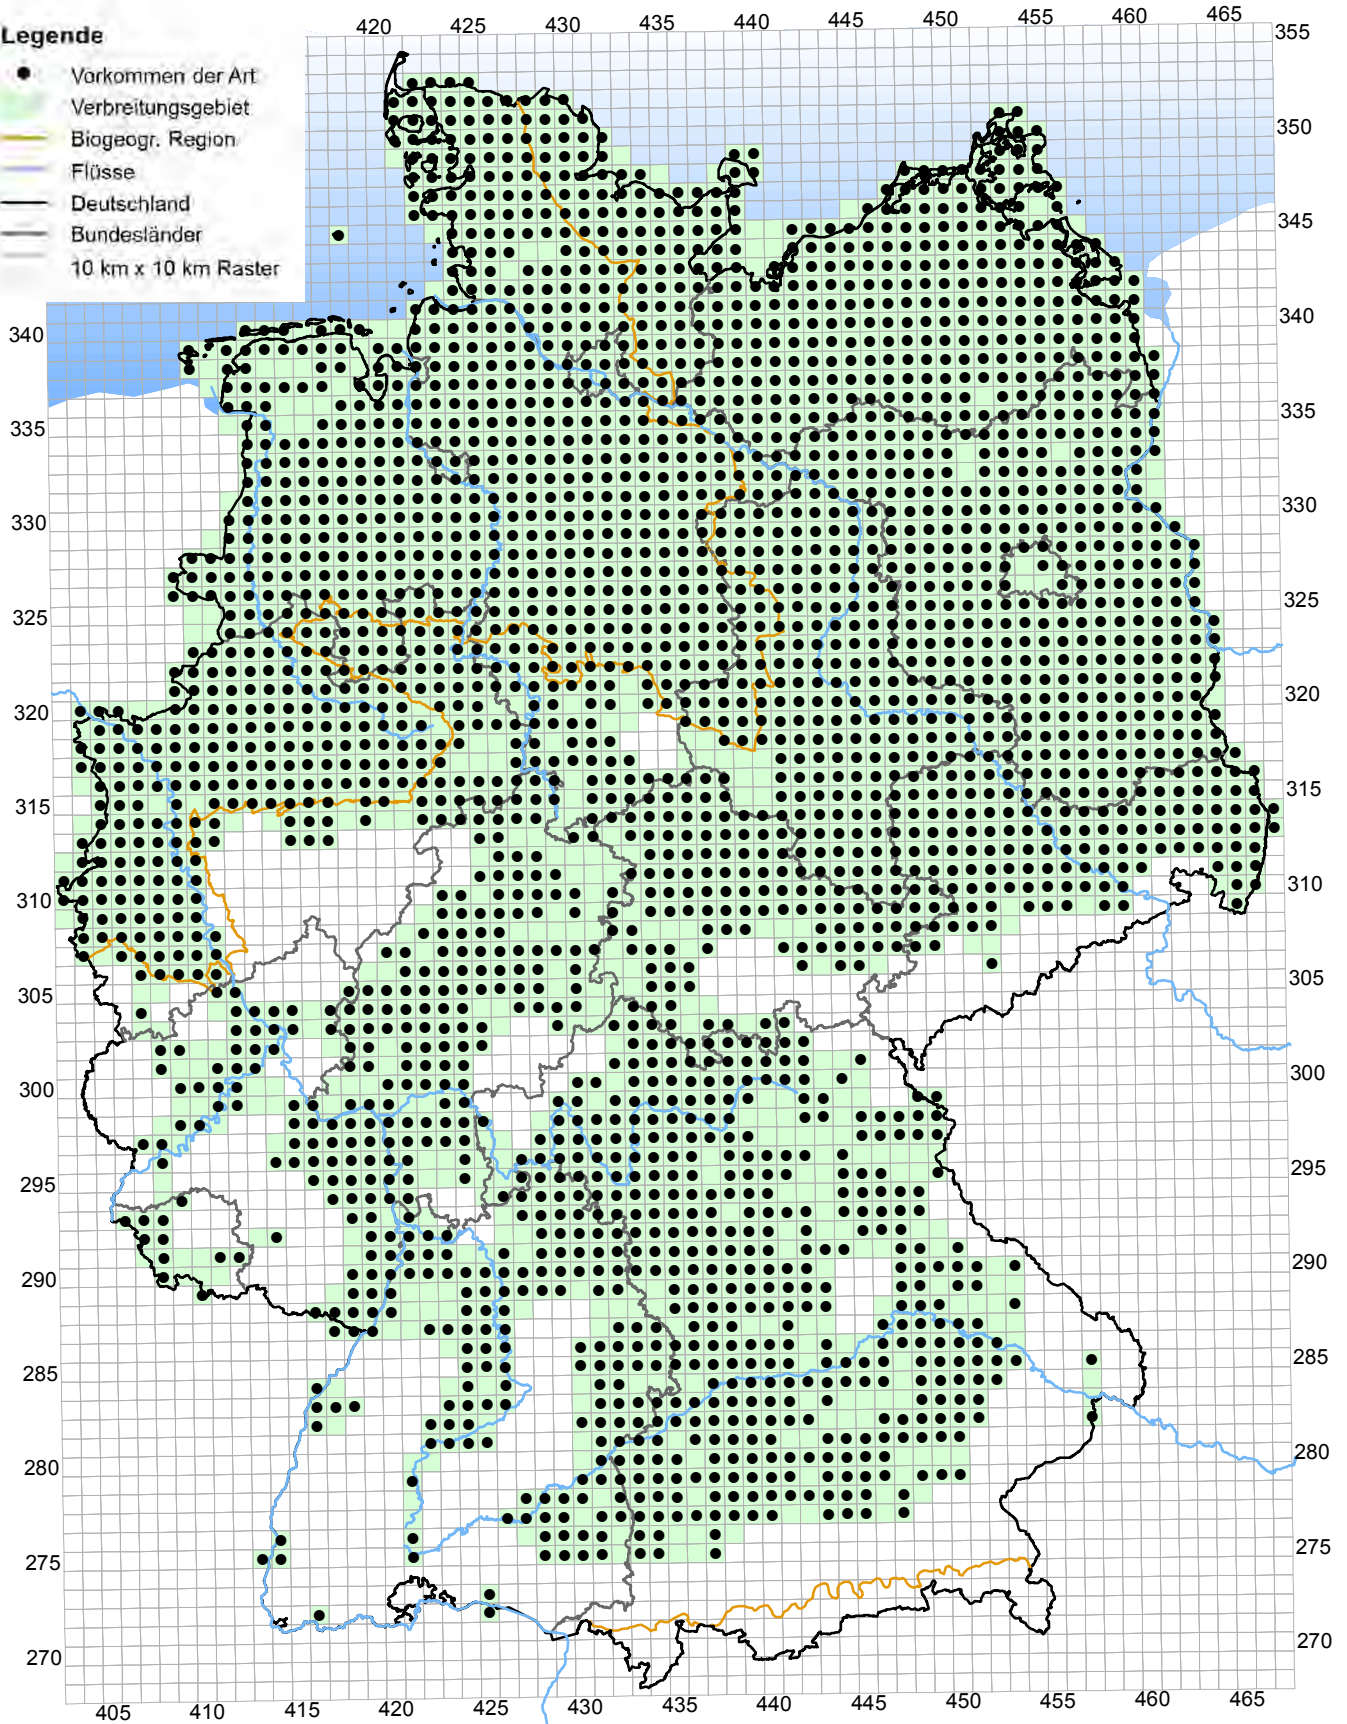 420 425 430 435 440 445 450 455 460 465
355
Legende
Vorkommen der Art
Verbreitungsgebiet
Biogeogr. Region
Flüsse
Deutschland
Bundesländer
10 km x 10 km Raster
350
345
340 340
335 335
330 330
325 325
320 320
315 315
310 310
305 305
300 300
295 295
290 290
285 285
280 280
275 275
270 270
405 410 415 420 425 430 435 440 445 450 455 460 465